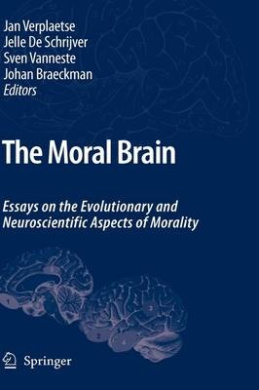 Jan Verplaetse
Jelle De Schrijver
Sven Vanneste
Johan Braeckman
Editors
The Moral Brain
Essays on the Evolutionary and
Neuroscientific Aspects of Morality
Springer